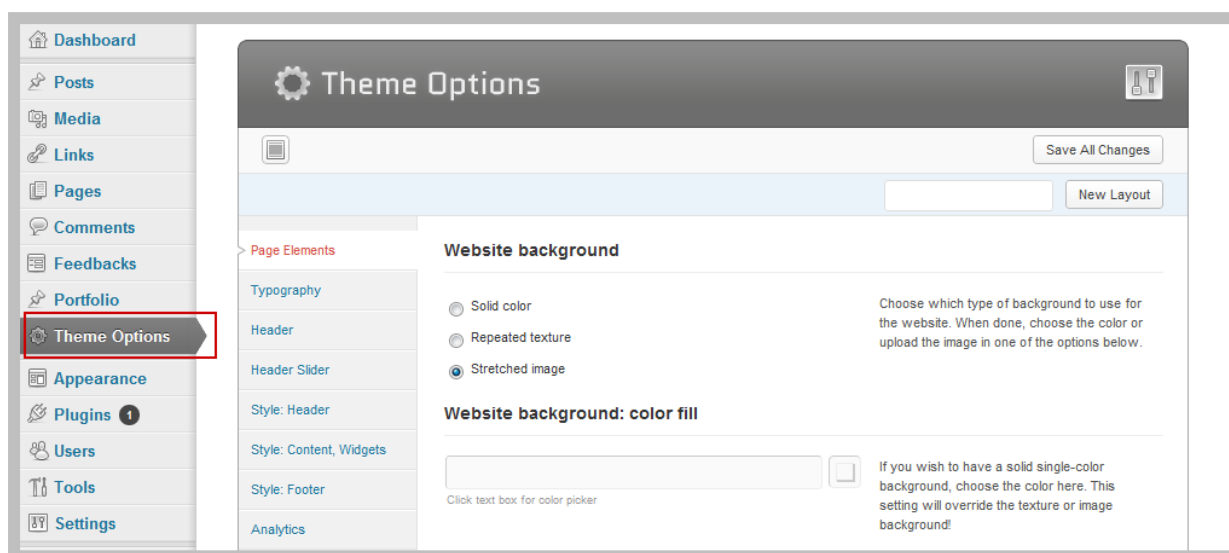 Dashboard
Posts
Media
Links
Pages
Comments
Feedbacks
Portfolio
Theme Options
Appearance
Plugins 1
Users
Tools
Settings
Theme Options
Save All Changes
New Layout
Page Elements
Typography
Header
Header Slider
Style: Header
Style: Content, Widgets
Style: Footer
Analytics
Website background
Solid color
Repeated texture
Stretched image
Choose which type of background to use for
the website. When done, choose the color or
upload the image in one of the options below.
Website background: color fill
Click text box for color picker
If you wish to have a solid single-color
background, choose the color here. This
setting will override the texture or image
background!